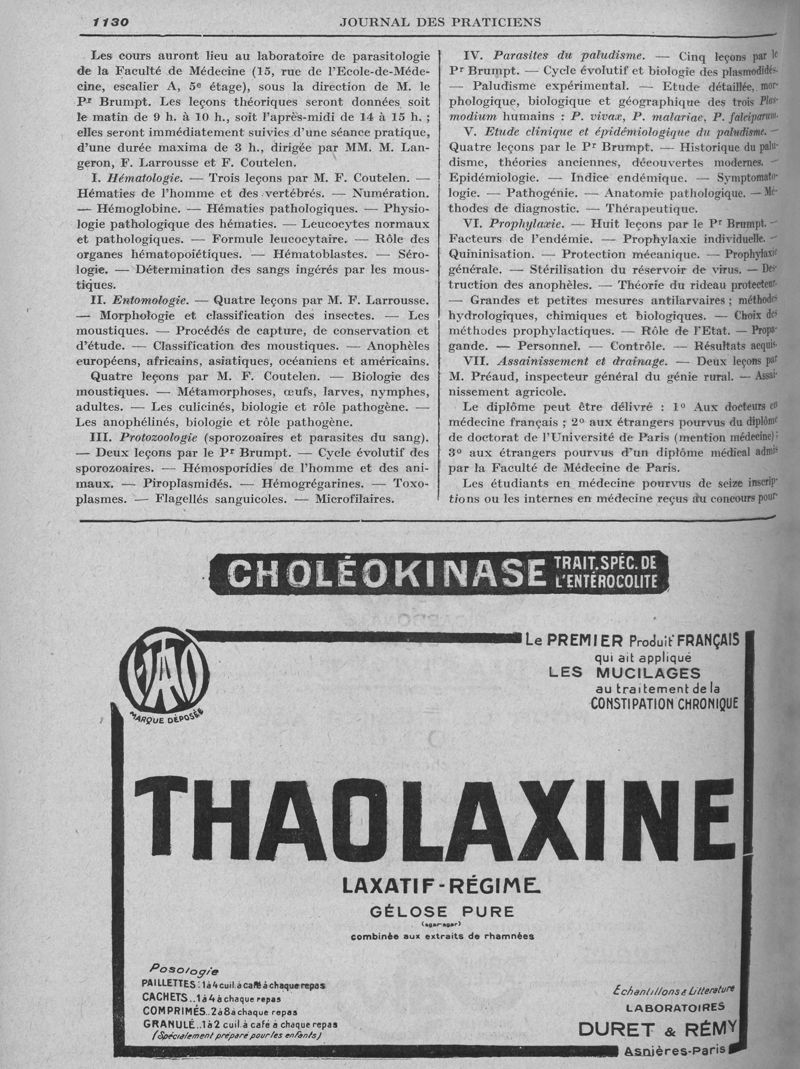 1130
JOURNAL DES PRATICIENS
Les cours auront lieu au laboratoire de parasitologie
de la Faculté de Médecine (15, rue de l'Ecole-de-Méde-
cine, escalier A, 5e étage), sous la direction de M. le
Pr Brumpt. Les leçons théoriques seront données soit
le matin de 9 h. à 10 h., soit l'après-midi de 14 à 15 h. ;
elles seront immédiatement suivies d'une séance pratique,
d'une durée maxima de 3 h., dirigée par MM. M. Lan-
geron, F. Larrousse et F. Coutelen.
I. Hématologie. — Trois leçons par M. F. Coutelen. —
Hématies de l'homme et des vertébrés. — Numération.
— Hémoglobine. — Hématies pathologiques. — Physio-
logie pathologique des hématies. — Leucocytes normaux
et pathologiques. — Formule leucocytaire. — Rôle des
organes hématopoiétiques. — Hématoblastes. — Séro-
logie. — Détermination des sangs ingérés par les mous-
tiques.
II. Entomologie. — Quatre leçons par M. F. Larrousse.
— Morphologie et classification des insectes. — Les
moustiques. — Procédés de capture, de conservation et
d'étude. — Classification des moustiques. — Anophèles
européens, africains, asiatiques, océaniens et américains.
Quatre leçons par M. F. Coutelen. — Biologie des
moustiques. — Métamorphoses, œufs, larves, nymphes,
adultes. — Les culicinés, biologie et rôle pathogène. —
Les anophélinés, biologie et rôle pathogène.
III. Protozoologie (sporozoaires et parasites du sang).
— Deux leçons par le Pr Brumpt. — Cycle évolutif des
sporozoaires. — Hémosporidies de l'homme et des ani-
maux. — Piroplasmidés. — Hémogrégarines. — Toxo-
plasmes. — Flagellés sanguicoles. — Microfilaires.
IV. Parasites du paludisme. — Cinq leçons par le
Pr Brumpt. — Cycle évolutif et biologie des plasmodidés.
— Paludisme expérimental. — Etude détaillée, mor-
phologique, biologique et géographique des trois Plas-
modium humains : P. vivax, P. malariae, P. falciparum.
V. Etude clinique et épidémiologique du paludisme. —
Quatre leçons par le Pr Brumpt. — Historique du palu-
disme, théories anciennes, découvertes modernes. —
Epidémiologie. — Indice endémique. — Symptomato-
logie. — Pathogénie. — Anatomie pathologique. — Mé-
thodes de diagnostic. — Thérapeutique.
VI. Prophylaxie. — Huit leçons par le Pr Brumpt. —
Facteurs de l'endémie. — Prophylaxie individuelle. —
Quininisation. — Protection mécanique. — Prophylaxie
générale. — Stérilisation du réservoir de virus. — Des-
truction des anophèles. — Théorie du rideau protecteur.
— Grandes et petites mesures antilarvaires ; méthodes
hydrologiques, chimiques et biologiques. — Choix des
méthodes prophylactiques. — Rôle de l'Etat. — Propa-
gande. — Personnel. — Contrôle. — Résultats acquis.
VII. Assainissement et drainage. — Deux leçons par
M. Préaud, inspecteur général du génie rural. — Assai-
nissement agricole.
Le diplôme peut être délivré : 1o Aux docteurs en
médecine français ; 2o aux étrangers pourvus du diplôme
de doctorat de l'Université de Paris (mention médecine) ;
3o aux étrangers pourvus d'un diplôme médical admis
par la Faculté de Médecine de Paris.
Les étudiants en médecine pourvus de seize inscrip-
tions ou les internes en médecine reçus au concours pour-
CHOLÉOKINASE TRAIT. SPÉC. DE
L'ENTÉROCOLITE
MARQUE DÉPOSÉE
Le PREMIER Produit FRANÇAIS
qui ait appliqué
LES MUCILAGES
au traitement de la
CONSTIPATION CHRONIQUE
THAOLAXINE
LAXATIF-RÉGIME
GÉLOSE PURE
(agar-agar)
combinée aux extraits de rhamnées
Posologie
PAILLETTES : 1 à 4 cuil. à café à chaque repas
CACHETS .. 1 à 4 à chaque repas
COMPRIMÉS. 2 à 8 à chaque repas
GRANULÉ .. 1 à 2 cuil. à café à chaque repas
(Spécialement préparé pour les enfants)
Échantillons & Littérature
LABORATOIRES
DURET & RÉMY
Asnières-Paris